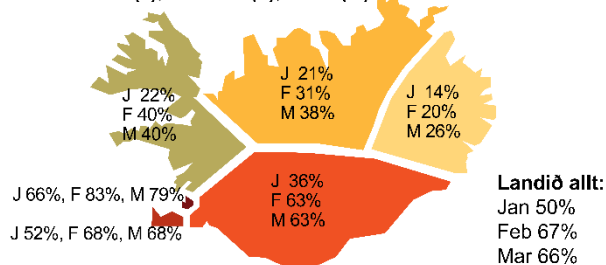 J 21%
F 31%
M 38%
J 14%
F 20%
M 26%
J 22%
F 40%
M 40%
J 36%
F 63%
M 63%
J 66%, F 83%, M 79%
J 52%, F 68%, M 68%
Landið allt:
Jan 50%
Feb 67%
Mar 66%